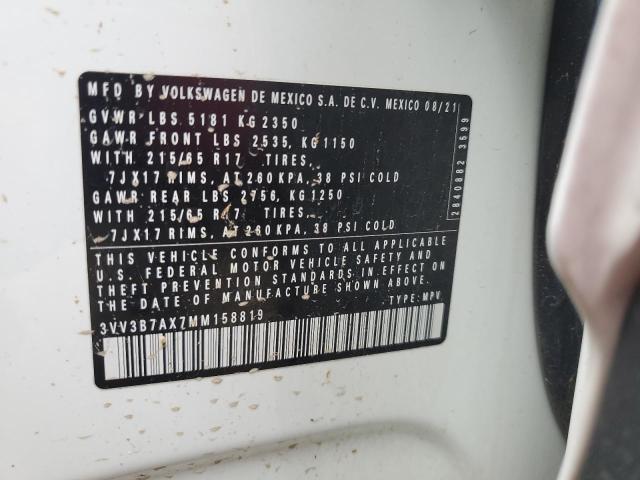 MFD BY VOLKSWAGEN DE MEXICO S.A. DE C.V. MEXICO 08/21
GVWR LBS. 5181 KG 2350
GAWR FRONT LBS 2535, KG 1150
WITH 215/65 R17 TIRES,
7JX17 RIMS, AT 260 KPA, 38 PSI COLD
GAWR REAR LBS 2756, KG 1250
WITH 215/65 R17 TIRES,
7JX17 RIMS, AT 260 KPA, 38 PSI COLD
THIS VEHICLE CONFORMS TO ALL APPLICABLE
U.S. FEDERAL MOTOR VEHICLE SAFETY AND
THEFT PREVENTION STANDARDS IN EFFECT ON
THE DATE OF MANUFACTURE SHOWN ABOVE.
3VV3B7AX7MM158819 TYPE: MPV
2840882 3599